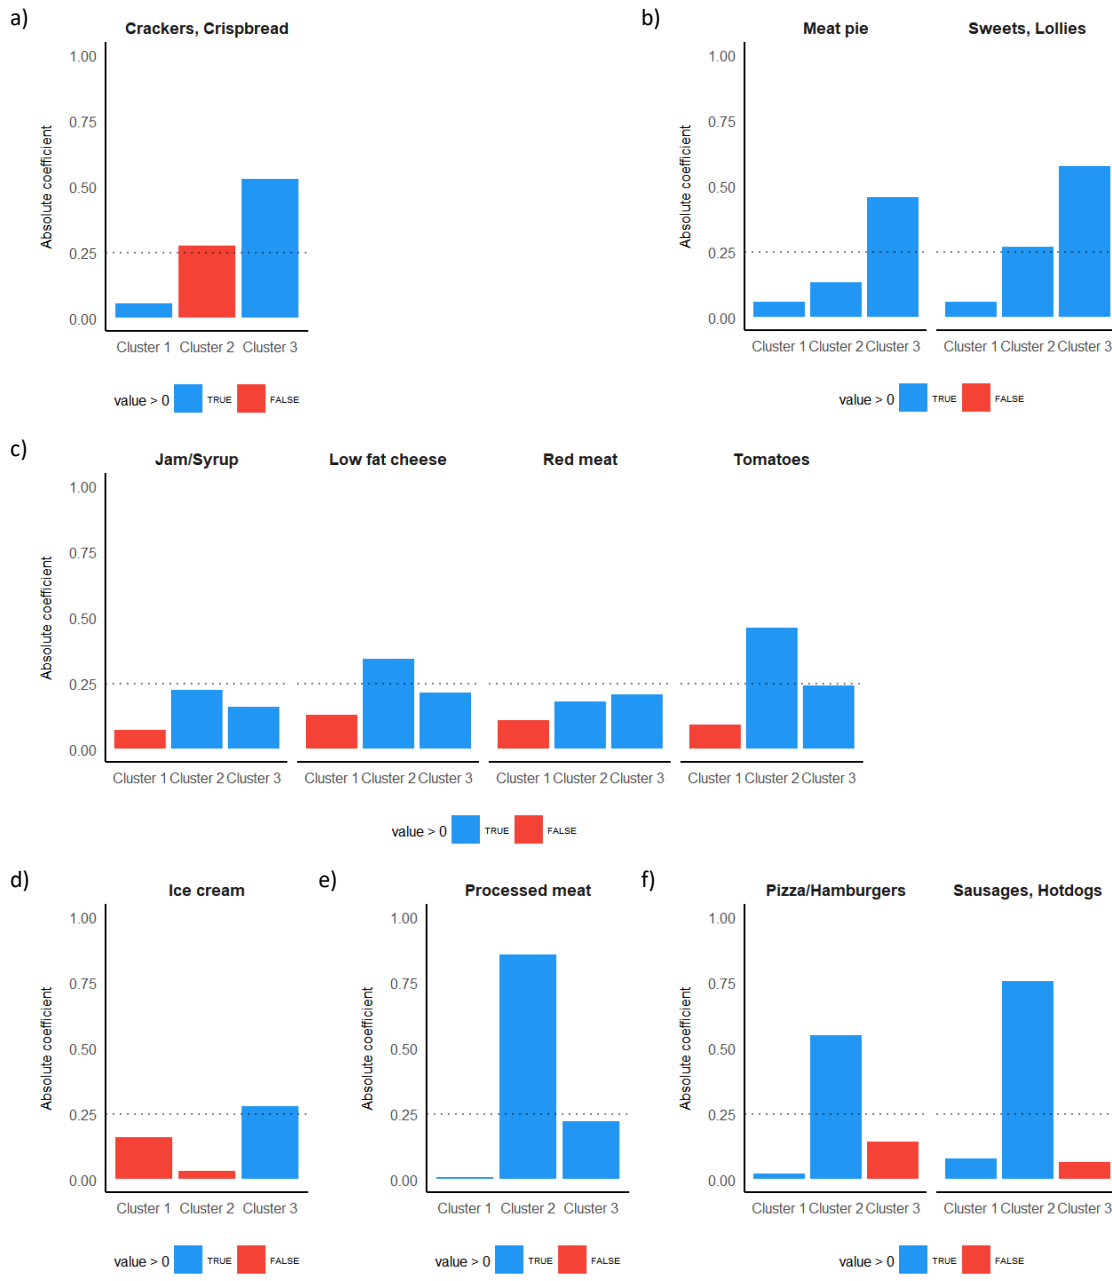 a)
Crackers, Crispbread
Absolute coefficient
1.00
0.75
0.50
0.25
0.00
Cluster 1 Cluster 2 Cluster 3
value > 0 TRUE FALSE
b)
Meat pie Sweets, Lollies
Absolute coefficient
1.00
0.75
0.50
0.25
0.00
Cluster 1 Cluster 2 Cluster 3 Cluster 1 Cluster 2 Cluster 3
value > 0 TRUE FALSE
c)
Jam/Syrup Low fat cheese Red meat Tomatoes
Absolute coefficient
1.00
0.75
0.50
0.25
0.00
Cluster 1 Cluster 2 Cluster 3 Cluster 1 Cluster 2 Cluster 3 Cluster 1 Cluster 2 Cluster 3 Cluster 1 Cluster 2 Cluster 3
value > 0 TRUE FALSE
d)
Ice cream
Absolute coefficient
1.00
0.75
0.50
0.25
0.00
Cluster 1 Cluster 2 Cluster 3
value > 0 TRUE FALSE
e)
Processed meat
Absolute coefficient
1.00
0.75
0.50
0.25
0.00
Cluster 1 Cluster 2 Cluster 3
value > 0 TRUE FALSE
f)
Pizza/Hamburgers Sausages, Hotdogs
Absolute coefficient
1.00
0.75
0.50
0.25
0.00
Cluster 1 Cluster 2 Cluster 3 Cluster 1 Cluster 2 Cluster 3
value > 0 TRUE FALSE